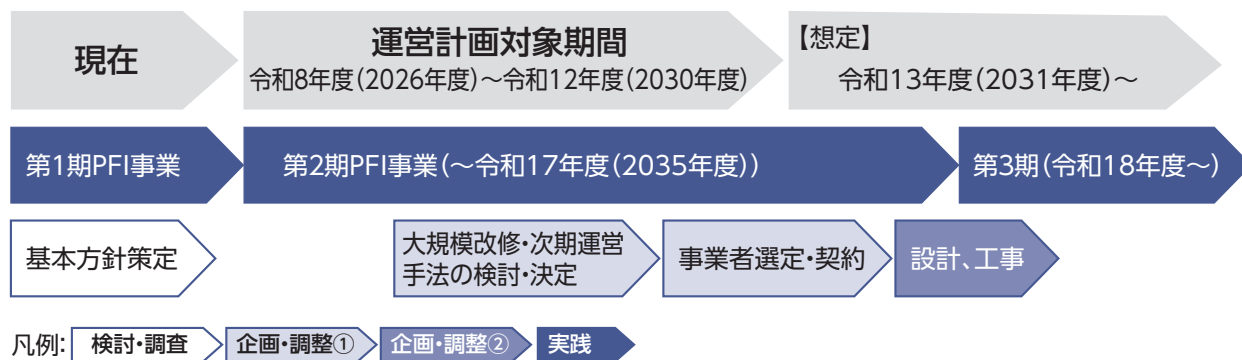 現在
運営計画対象期間
令和8年度(2026年度)～令和12年度(2030年度)
【想定】
令和13年度(2031年度)～
第1期PFI事業
第2期PFI事業(～令和17年度(2035年度))
第3期(令和18年度～)
基本方針策定
大規模改修・次期運営
手法の検討・決定
事業者選定・契約
設計、工事
凡例:
検討・調査
企画・調整①
企画・調整②
実践